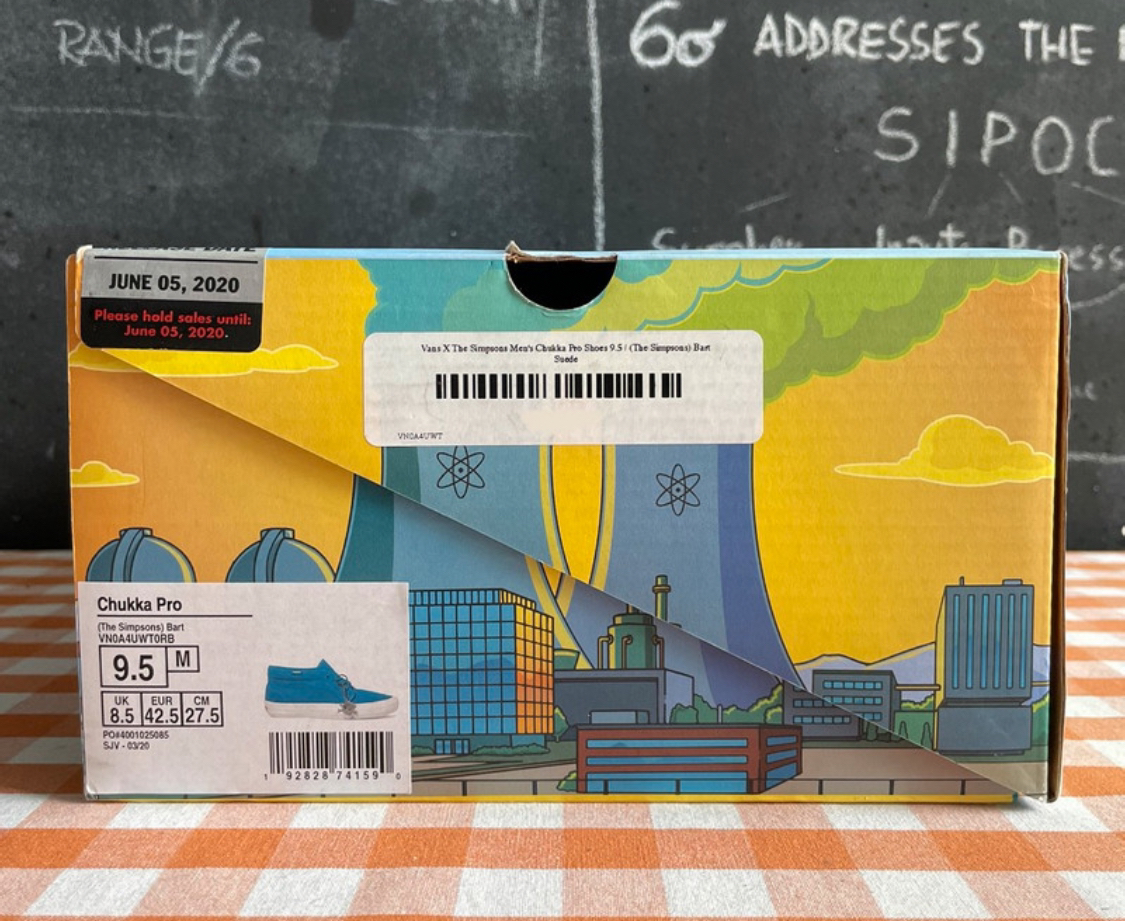 RANGE/6
6σ ADDRESSES THE
SIPOC
RELEASE DATE
JUNE 05, 2020
Please hold sales until:
June 05, 2020.
Vans X The Simpsons Men's Chukka Pro Shoes 9.5 / (The Simpsons) Bart
Suede
VN0A4UWT
Chukka Pro
(The Simpsons) Bart
VN0A4UWT0RB
9.5 M
UK EUR CM
8.5 42.5 27.5
PO#4001025085
SJV - 03/20
1 92828 74159 0